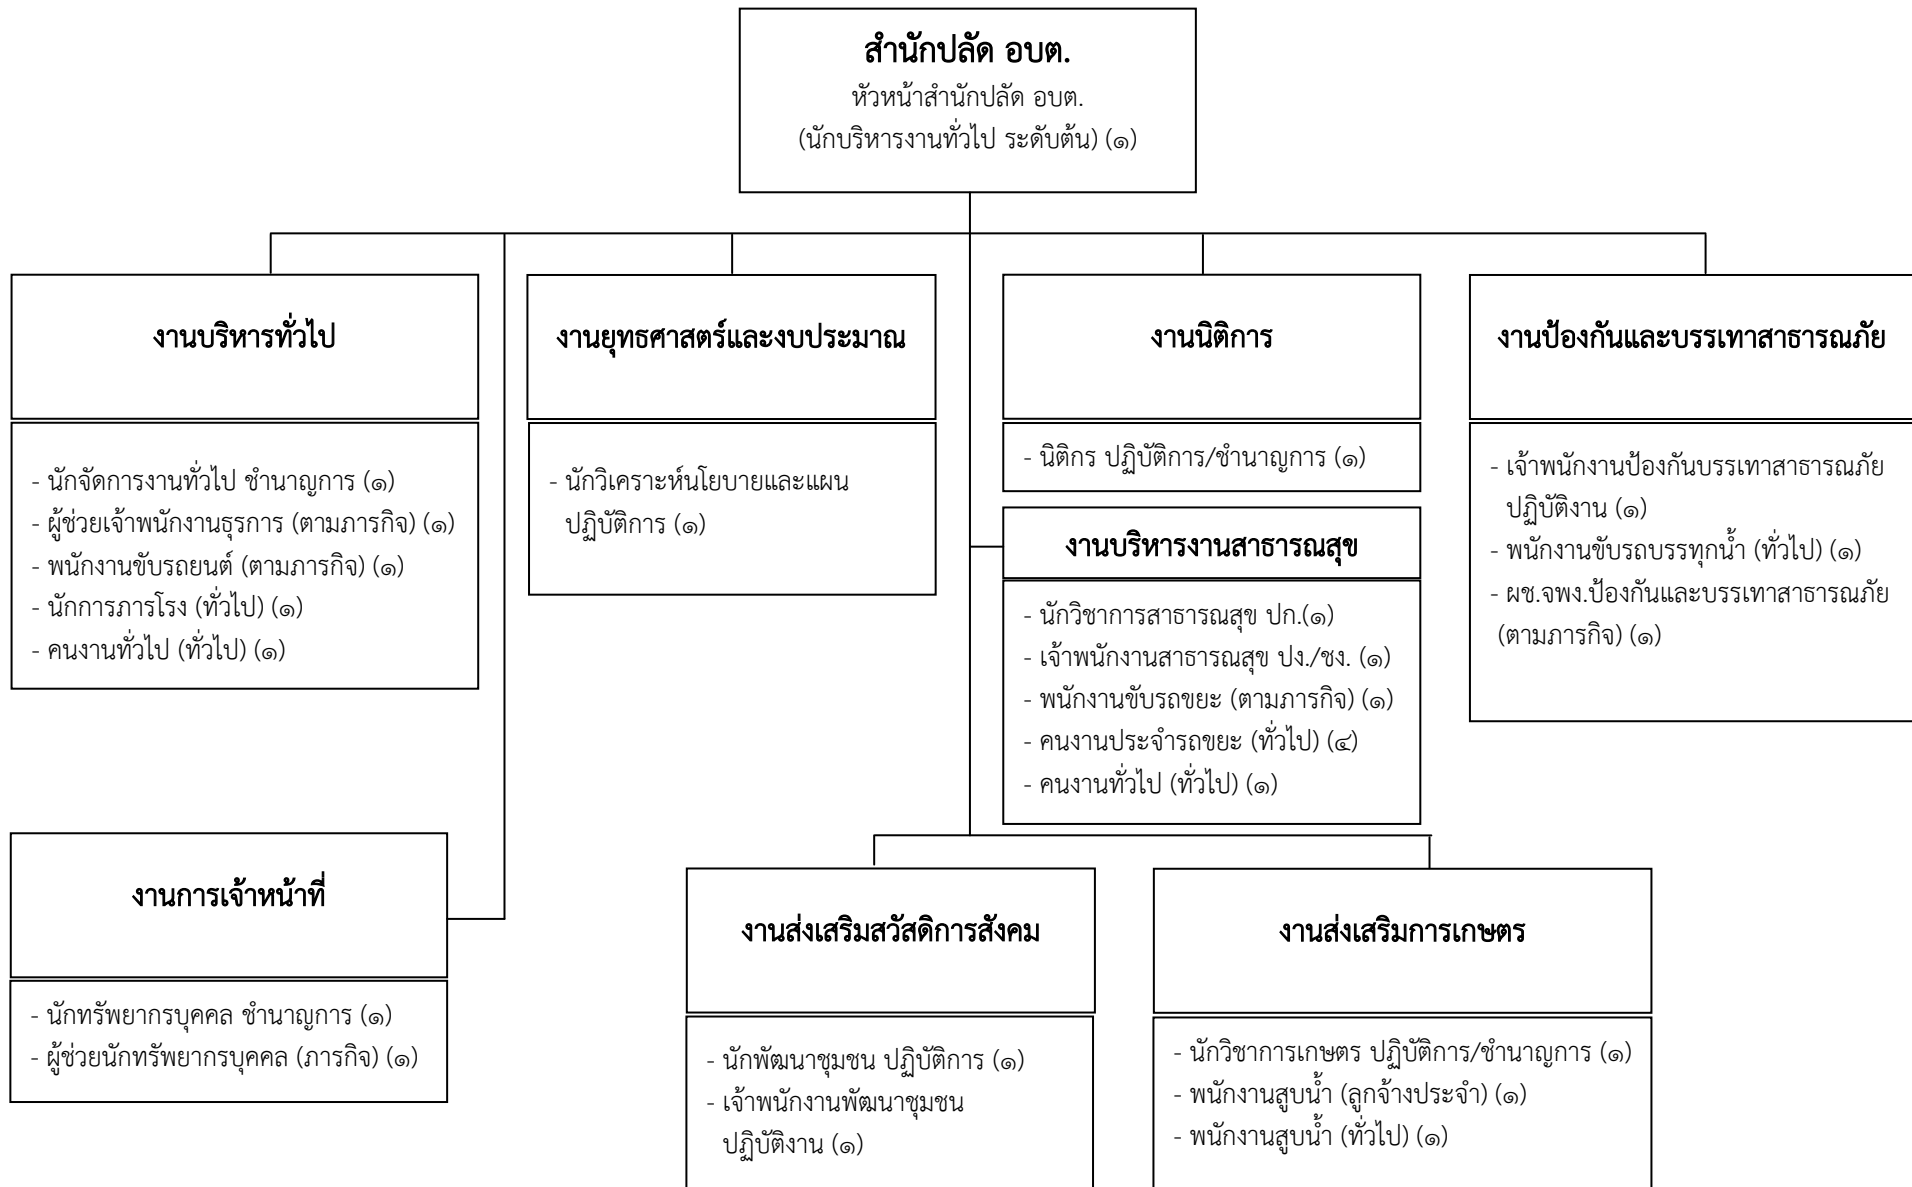 สำนักปลัด อบต.
หัวหน้าสำนักปลัด อบต.
(นักบริหารงานทั่วไป ระดับต้น) (๑)
งานบริหารทั่วไป
- นักจัดการงานทั่วไป ชำนาญการ (๑)
- ผู้ช่วยเจ้าพนักงานธุรการ (ตามภารกิจ) (๑)
- พนักงานขับรถยนต์ (ตามภารกิจ) (๑)
- นักการภารโรง (ทั่วไป) (๑)
- คนงานทั่วไป (ทั่วไป) (๑)
งานยุทธศาสตร์และงบประมาณ
- นักวิเคราะห์นโยบายและแผน
ปฏิบัติการ (๑)
งานนิติการ
- นิติกร ปฏิบัติการ/ชำนาญการ (๑)
งานบริหารงานสาธารณสุข
- นักวิชาการสาธารณสุข ปก.(๑)
- เจ้าพนักงานสาธารณสุข ปง./ชง. (๑)
- พนักงานขับรถขยะ (ตามภารกิจ) (๑)
- คนงานประจำรถขยะ (ทั่วไป) (๔)
- คนงานทั่วไป (ทั่วไป) (๑)
งานป้องกันและบรรเทาสาธารณภัย
- เจ้าพนักงานป้องกันบรรเทาสาธารณภัย
ปฏิบัติงาน (๑)
- พนักงานขับรถบรรทุกน้ำ (ทั่วไป) (๑)
- ผช.จพง.ป้องกันและบรรเทาสาธารณภัย
(ตามภารกิจ) (๑)
งานการเจ้าหน้าที่
- นักทรัพยากรบุคคล ชำนาญการ (๑)
- ผู้ช่วยนักทรัพยากรบุคคล (ภารกิจ) (๑)
งานส่งเสริมสวัสดิการสังคม
- นักพัฒนาชุมชน ปฏิบัติการ (๑)
- เจ้าพนักงานพัฒนาชุมชน
ปฏิบัติงาน (๑)
งานส่งเสริมการเกษตร
- นักวิชาการเกษตร ปฏิบัติการ/ชำนาญการ (๑)
- พนักงานสูบน้ำ (ลูกจ้างประจำ) (๑)
- พนักงานสูบน้ำ (ทั่วไป) (๑)